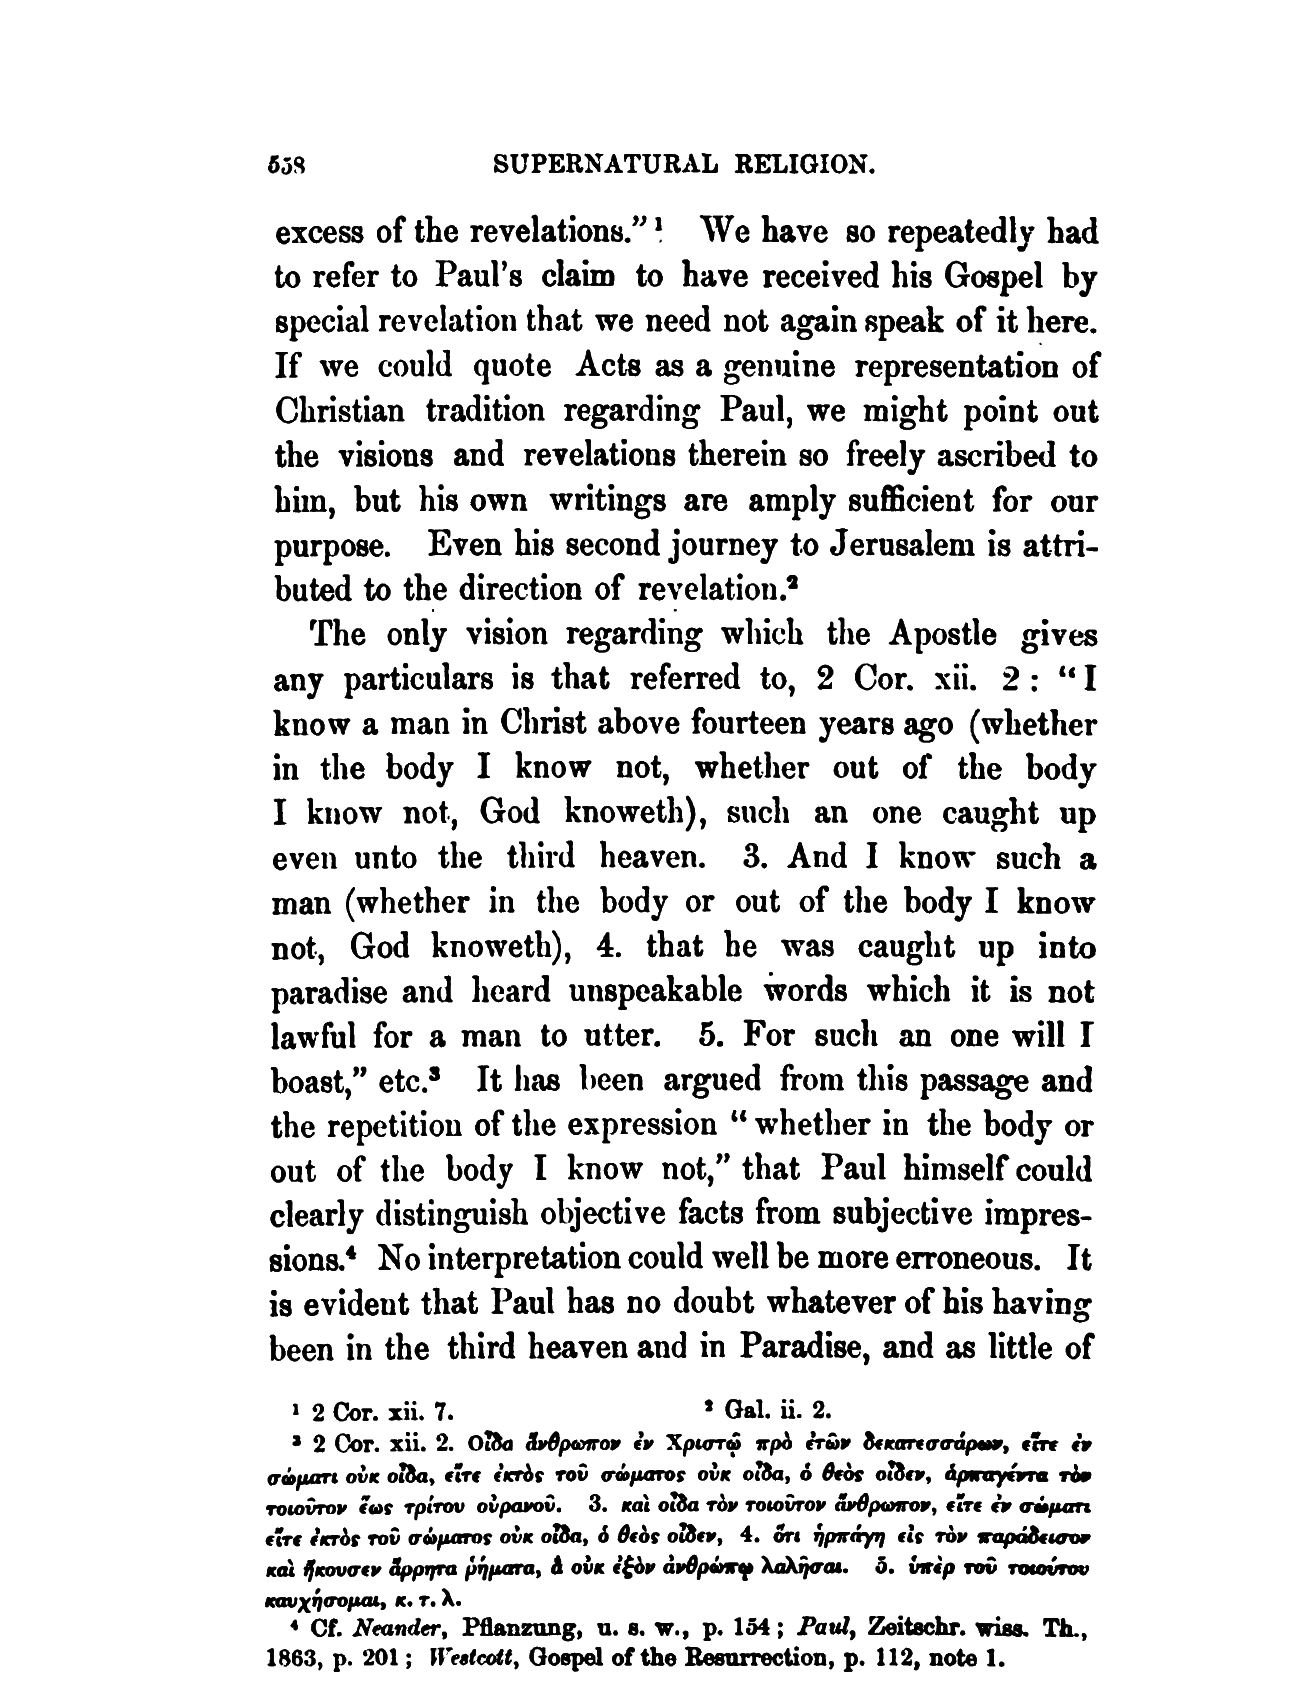 558 SUPERNATURAL RELIGION.
excess of the revelations.” ¹ We have so repeatedly had
to refer to Paul’s claim to have received his Gospel by
special revelation that we need not again speak of it here.
If we could quote Acts as a genuine representation of
Christian tradition regarding Paul, we might point out
the visions and revelations therein so freely ascribed to
him, but his own writings are amply sufficient for our
purpose. Even his second journey to Jerusalem is attri-
buted to the direction of revelation.²
The only vision regarding which the Apostle gives
any particulars is that referred to, 2 Cor. xii. 2 : “ I
know a man in Christ above fourteen years ago (whether
in the body I know not, whether out of the body
I know not, God knoweth), such an one caught up
even unto the third heaven. 3. And I know such a
man (whether in the body or out of the body I know
not, God knoweth), 4. that he was caught up into
paradise and heard unspeakable words which it is not
lawful for a man to utter. 5. For such an one will I
boast,” etc.³ It has been argued from this passage and
the repetition of the expression “ whether in the body or
out of the body I know not,” that Paul himself could
clearly distinguish objective facts from subjective impres-
sions.⁴ No interpretation could well be more erroneous. It
is evident that Paul has no doubt whatever of his having
been in the third heaven and in Paradise, and as little of
¹ 2 Cor. xii. 7. ² Gal. ii. 2.
³ 2 Cor. xii. 2. Οἶδα ἄνθρωπον ἐν Χριστῷ πρὸ ἐτῶν δεκατεσσάρων, εἴτε ἐν
σώματι οὐκ οἶδα, εἴτε ἐκτὸς τοῦ σώματος οὐκ οἶδα, ὁ θεὸς οἶδεν, ἁρπαγέντα τὸν
τοιοῦτον ἕως τρίτου οὐρανοῦ. 3. καὶ οἶδα τὸν τοιοῦτον ἄνθρωπον, εἴτε ἐν σώματι
εἴτε ἐκτὸς τοῦ σώματος οὐκ οἶδα, ὁ θεὸς οἶδεν, 4. ὅτι ἡρπάγη εἰς τὸν παράδεισον
καὶ ἤκουσεν ἄρρητα ῥήματα, ἃ οὐκ ἐξὸν ἀνθρώπῳ λαλῆσαι. 5. ὑπὲρ τοῦ τοιούτου
καυχήσομαι, κ. τ. λ.
⁴ Cf. Neander, Pflanzung, u. s. w., p. 154 ; Paul, Zeitschr. wiss. Th.,
1863, p. 201 ; Westcott, Gospel of the Resurrection, p. 112, note 1.